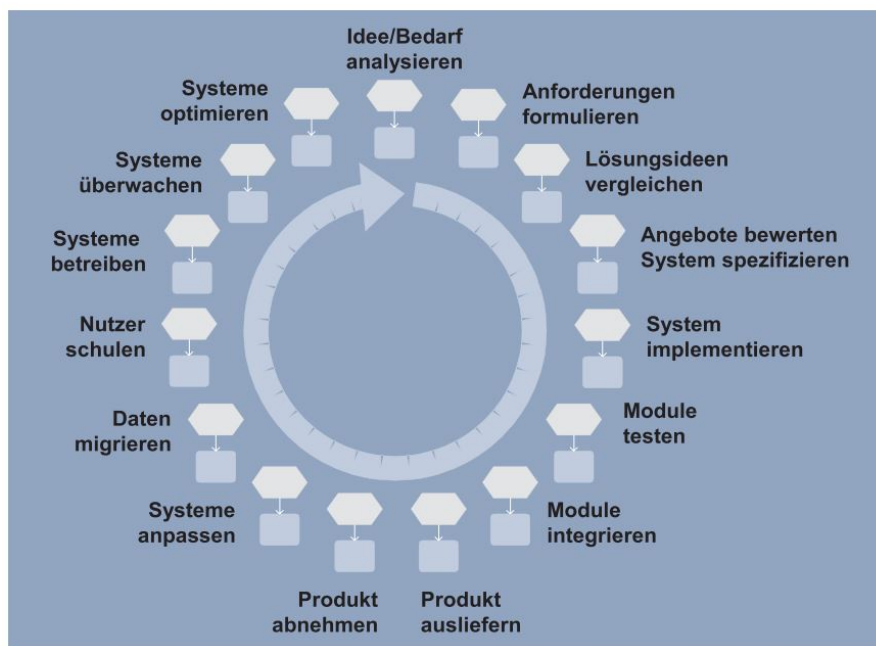 Idee/Bedarf
analysieren
Anforderungen
formulieren
Lösungsideen
vergleichen
Angebote bewerten
System spezifizieren
System
implementieren
Module
testen
Module
integrieren
Produkt
ausliefern
Produkt
abnehmen
Systeme
anpassen
Daten
migrieren
Nutzer
schulen
Systeme
betreiben
Systeme
überwachen
Systeme
optimieren